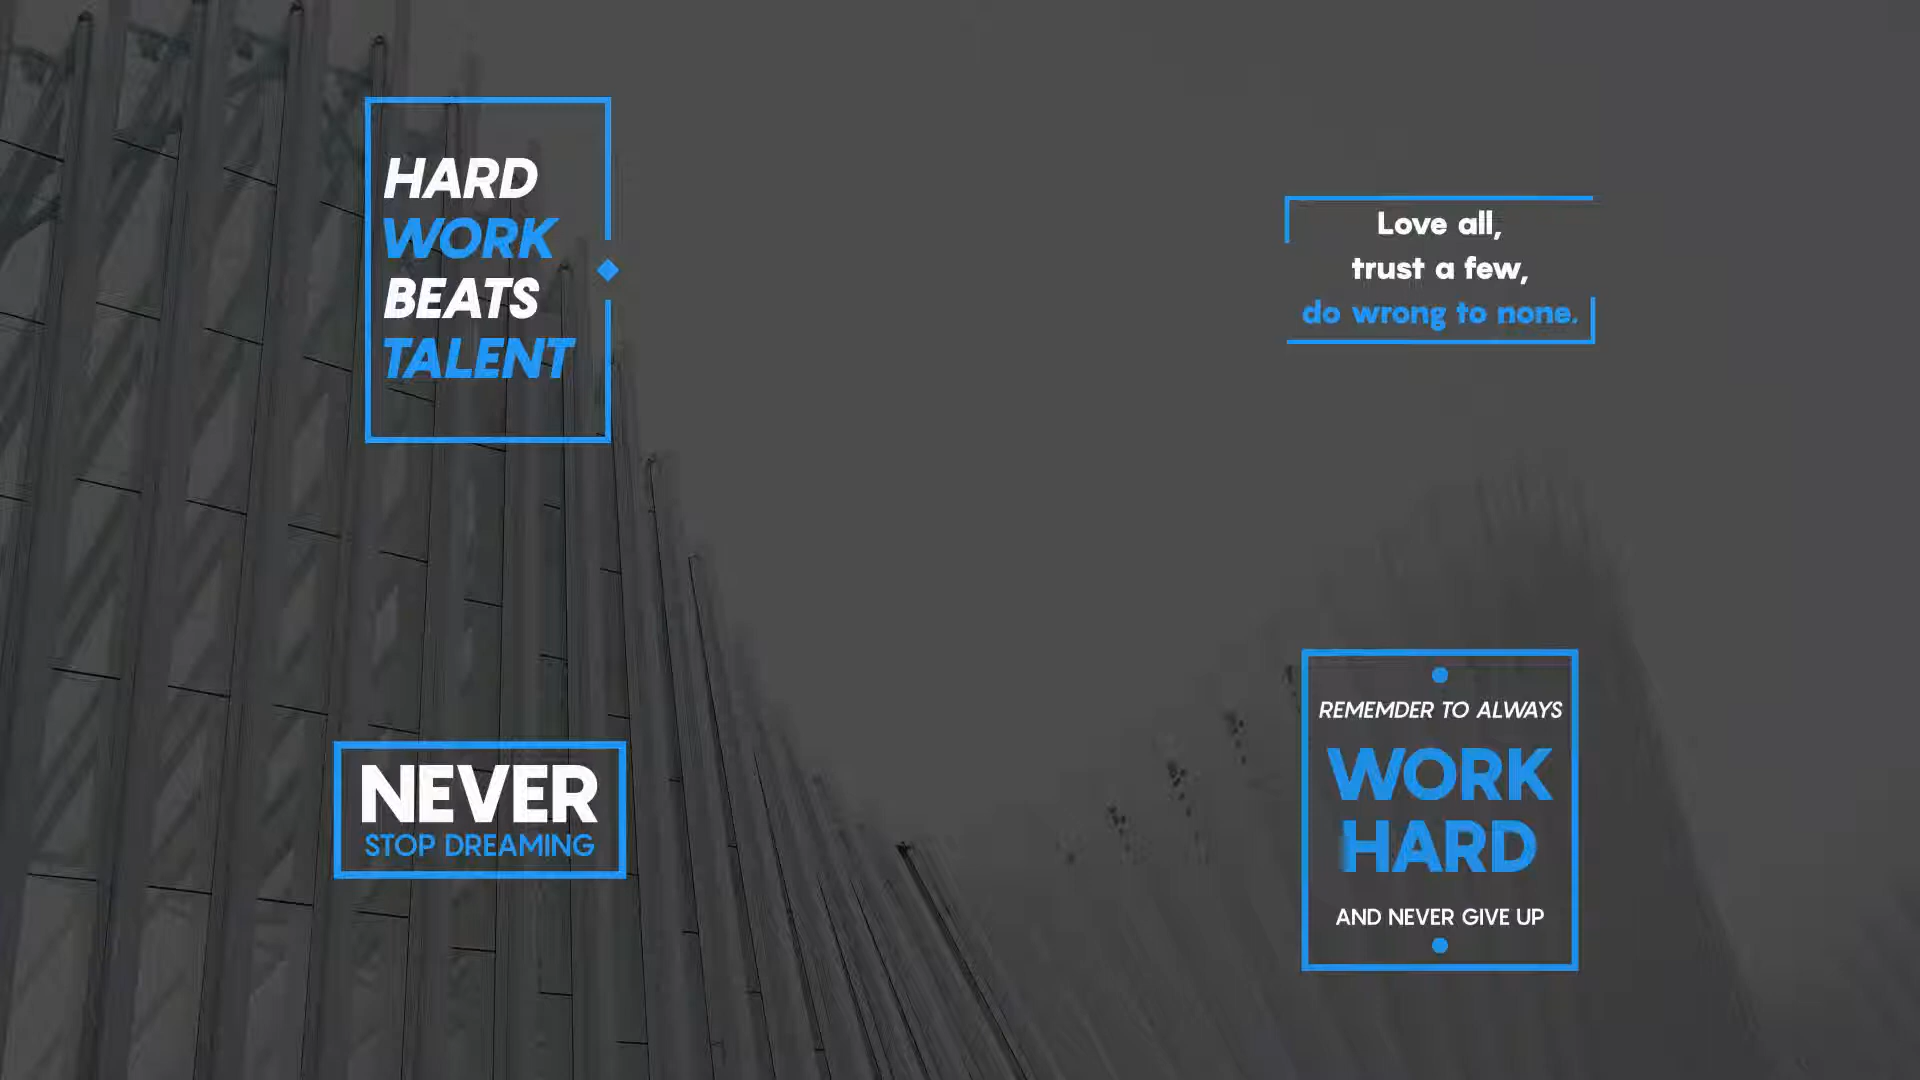 HARD
WORK
BEATS
TALENT
Love all,
trust a few,
do wrong to none.
NEVER
STOP DREAMING
REMEMDER TO ALWAYS
WORK
HARD
AND NEVER GIVE UP